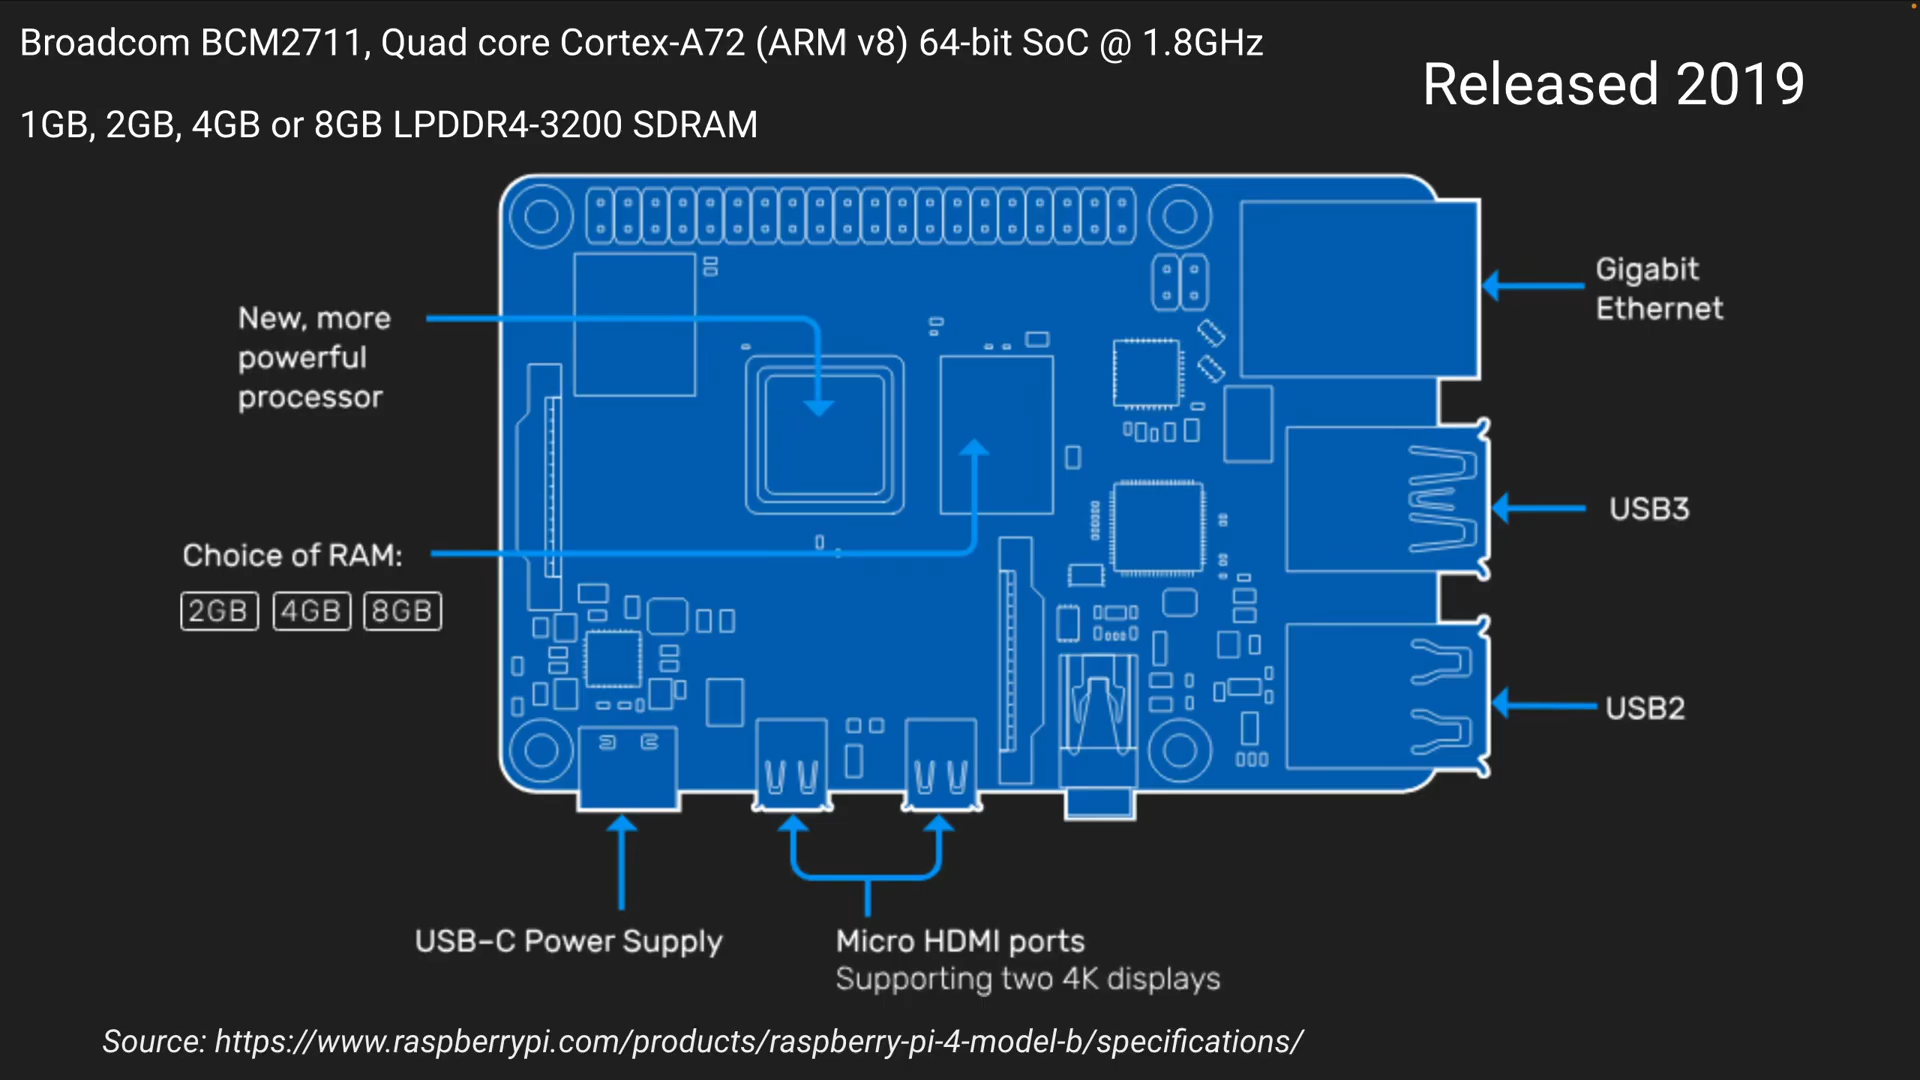 Broadcom BCM2711, Quad core Cortex-A72 (ARM v8) 64-bit SoC @ 1.8GHz
Released 2019
1GB, 2GB, 4GB or 8GB LPDDR4-3200 SDRAM
New, more
powerful
processor
Gigabit
Ethernet
USB3
Choice of RAM:
2GB 4GB 8GB
USB2
USB-C Power Supply
Micro HDMI ports
Supporting two 4K displays
Source: https://www.raspberrypi.com/products/raspberry-pi-4-model-b/specifications/